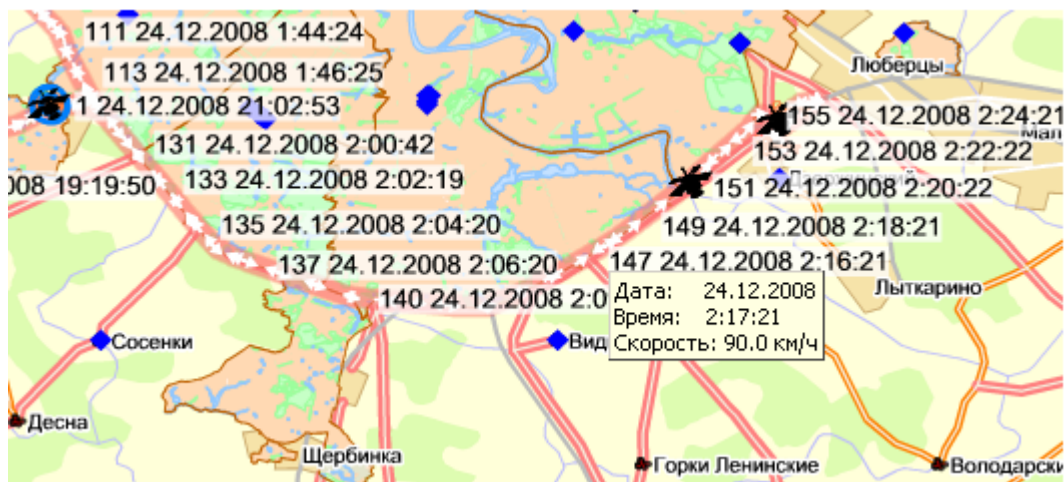 111 24.12.2008 1:44:24
Люберцы
113 24.12.2008 1:46:25
1 24.12.2008 21:02:53
155 24.12.2008 2:24:21
131 24.12.2008 2:00:42
153 24.12.2008 2:22:22
008 19:19:50
133 24.12.2008 2:02:19
151 24.12.2008 2:20:22
135 24.12.2008 2:04:20
149 24.12.2008 2:18:21
137 24.12.2008 2:06:20
147 24.12.2008 2:16:21
140 24.12.2008 2:0
Дата: 24.12.2008
Время: 2:17:21
Скорость: 90.0 км/ч
Лыткарино
Сосенки
Вид
Десна
Щербинка
Горки Ленинские
Володарски